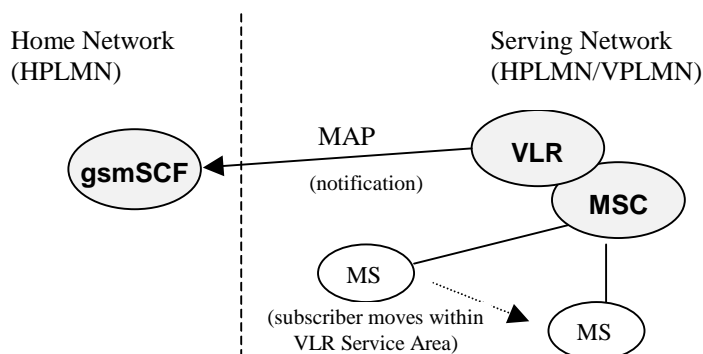 Home Network
(HPLMN)
Serving Network
(HPLMN/VPLMN)
MAP
VLR
gsmSCF
(notification)
MSC
MS
(subscriber moves within
VLR Service Area)
MS